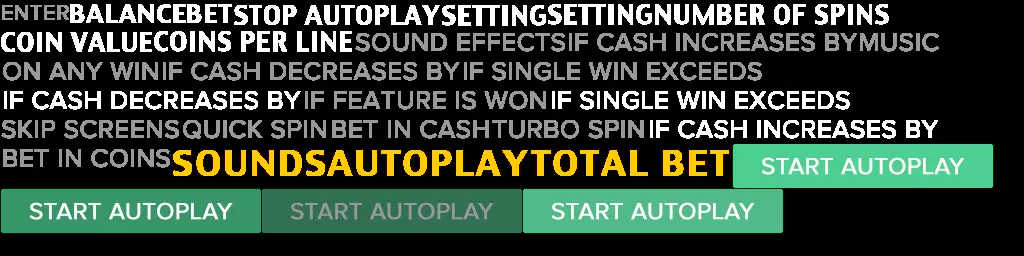 ENTERBALANCEBETSTOP AUTOPLAYSETTINGSETTINGNUMBER OF SPINS
COIN VALUECOINS PER LINESOUND EFFECTSIF CASH INCREASES BYMUSIC
ON ANY WINIF CASH DECREASES BYIF SINGLE WIN EXCEEDS
IF CASH DECREASES BYIF FEATURE IS WONIF SINGLE WIN EXCEEDS
SKIP SCREENSQUICK SPINBET IN CASHTURBO SPINIF CASH INCREASES BY
BET IN COINSSOUNDSAUTOPLAYTOTAL BET START AUTOPLAY
START AUTOPLAY START AUTOPLAY START AUTOPLAY